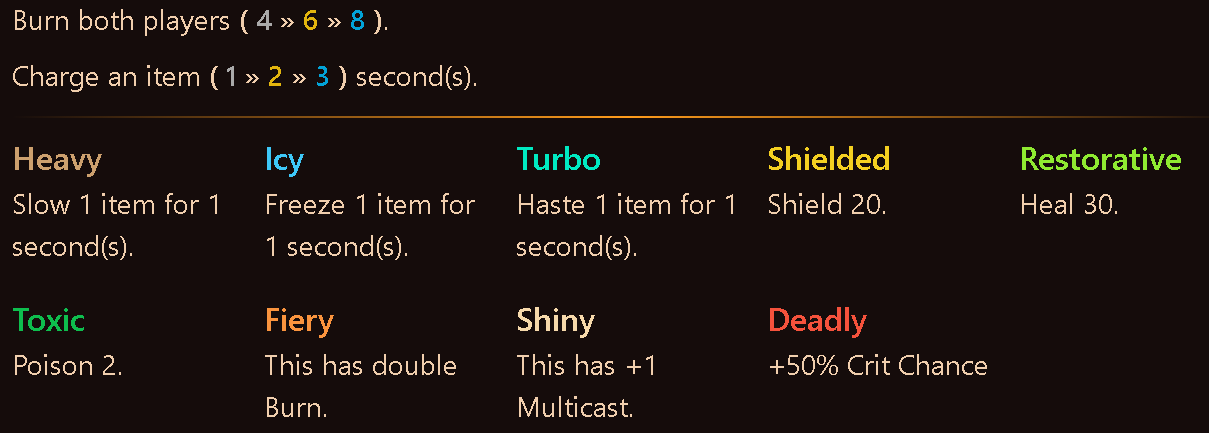 Burn both players ( 4 » 6 » 8 ).
Charge an item ( 1 » 2 » 3 ) second(s).
Heavy
Slow 1 item for 1
second(s).
Icy
Freeze 1 item for
1 second(s).
Turbo
Haste 1 item for 1
second(s).
Shielded
Shield 20.
Restorative
Heal 30.
Toxic
Poison 2.
Fiery
This has double
Burn.
Shiny
This has +1
Multicast.
Deadly
+50% Crit Chance